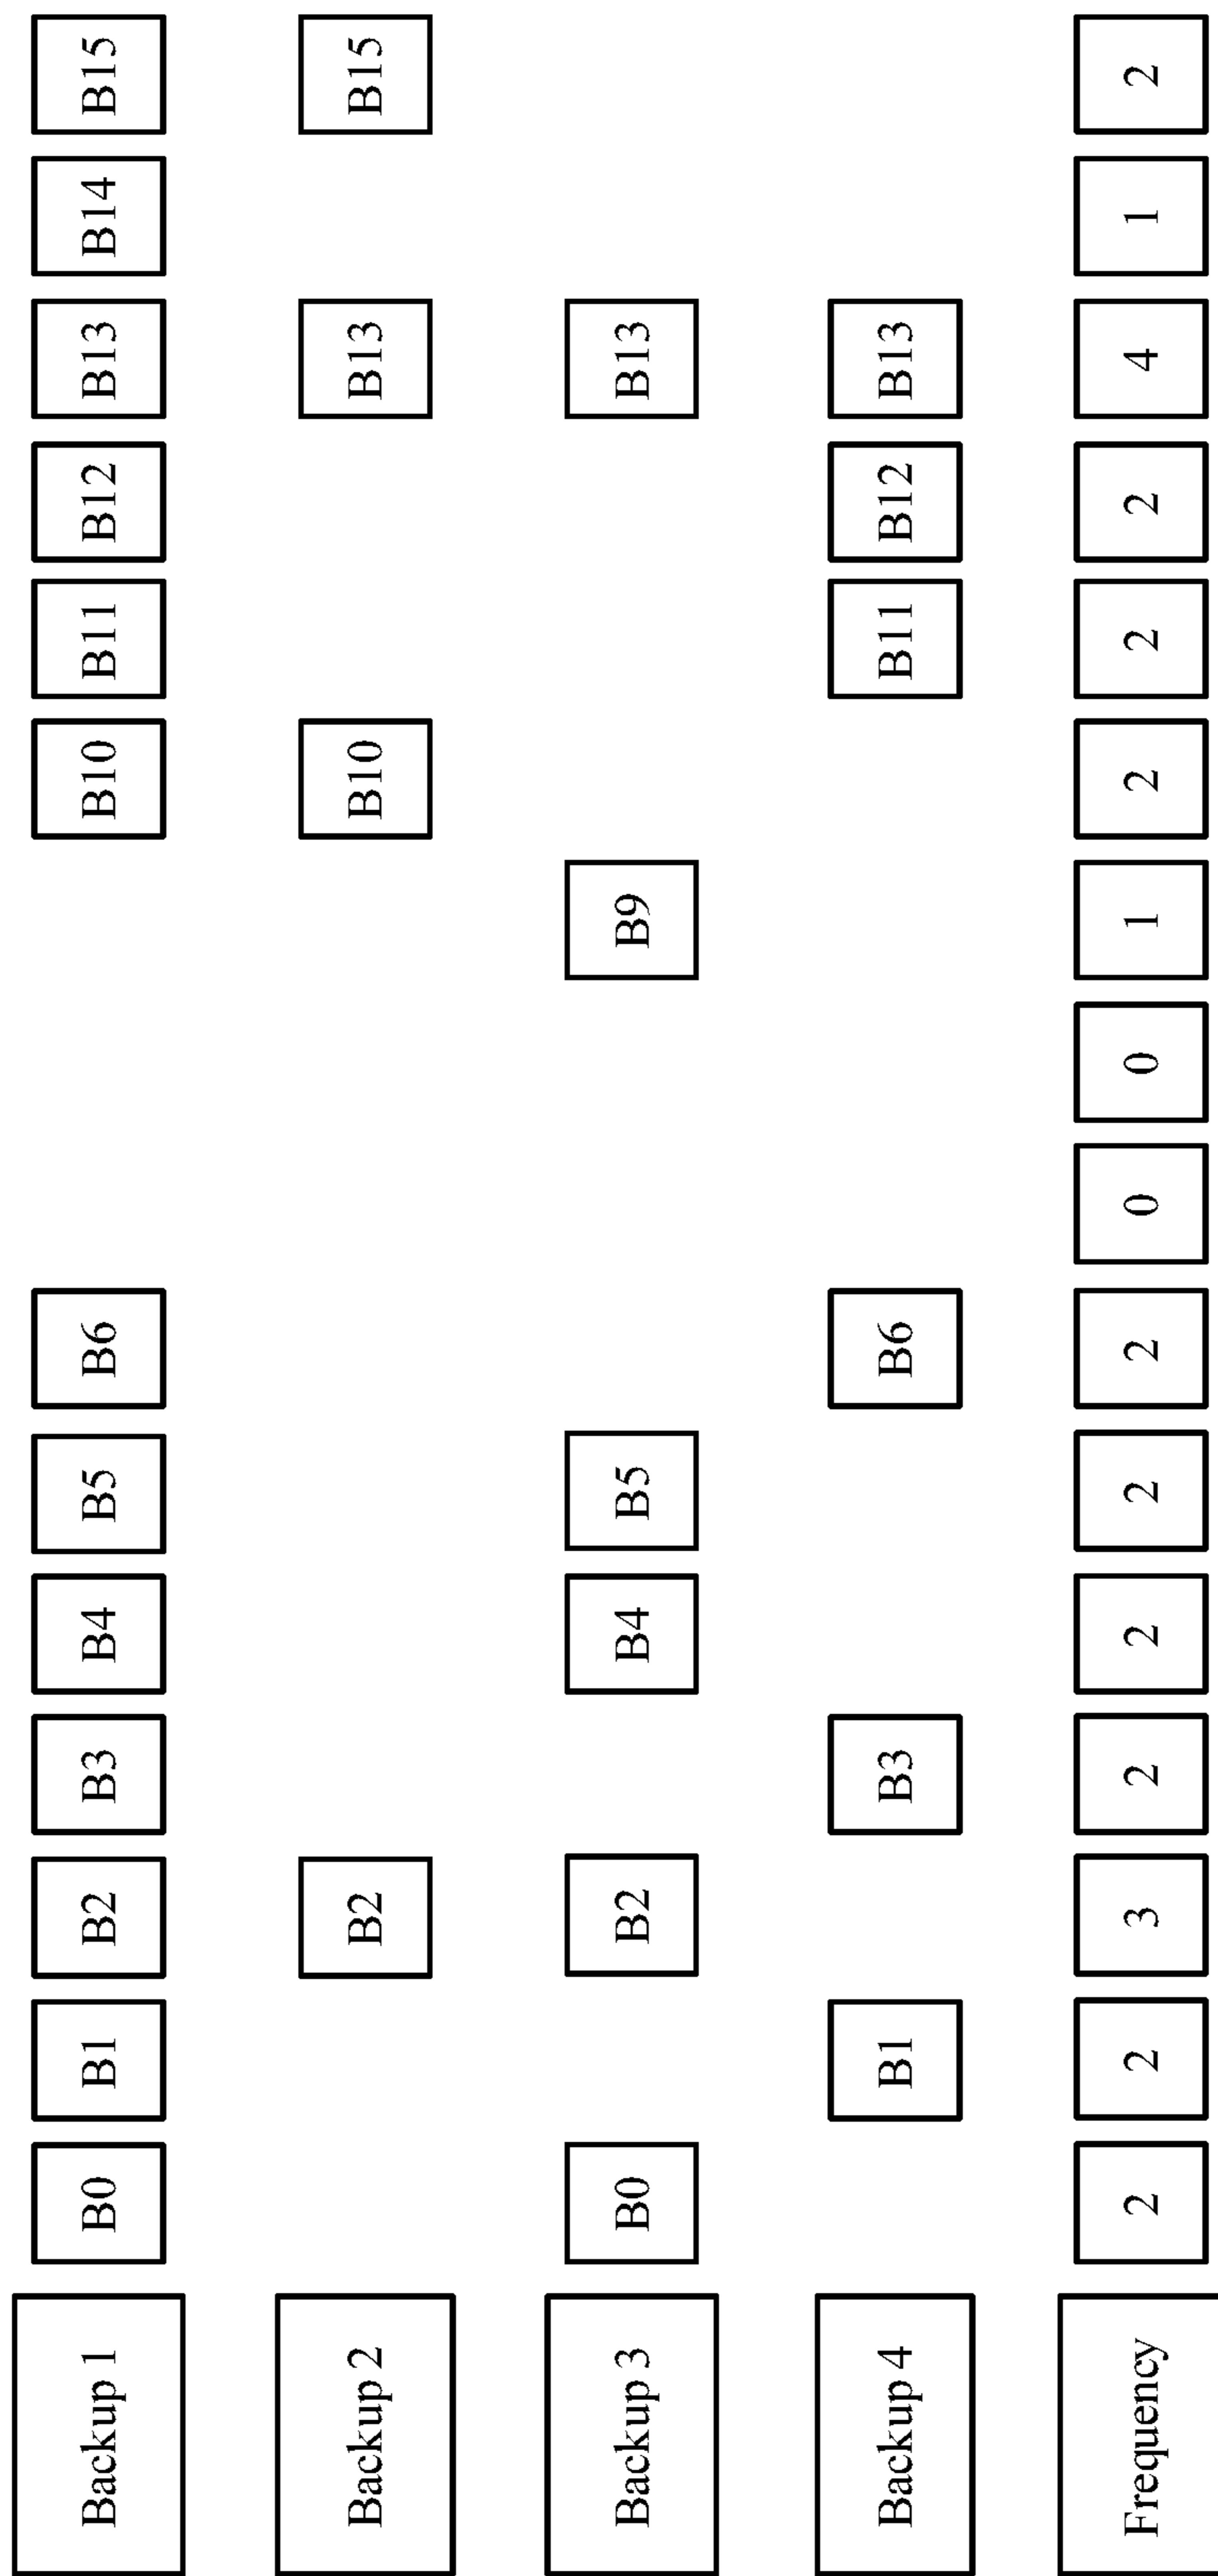 Backup 1 B0 B1 B2 B3 B4 B5 B6 B10 B11 B12 B13 B14 B15
Backup 2 B2 B10 B13 B15
Backup 3 B0 B2 B4 B5 B9 B13
Backup 4 B1 B3 B6 B11 B12 B13
Frequency 2 2 3 2 2 2 2 0 0 1 2 2 2 4 1 2